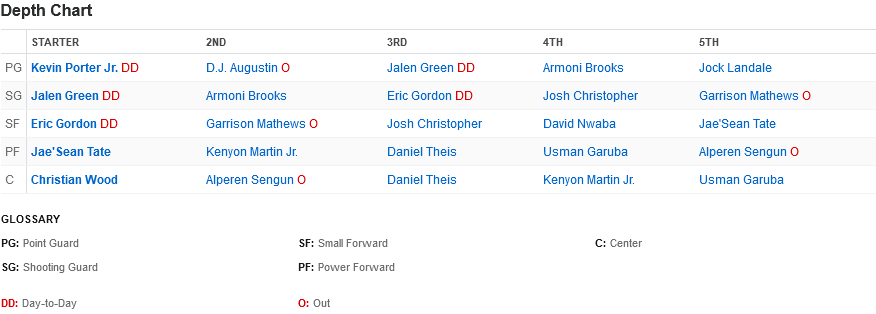 Depth Chart
STARTER 2ND 3RD 4TH 5TH
PG Kevin Porter Jr. DD D.J. Augustin O Jalen Green DD Armoni Brooks Jock Landale
SG Jalen Green DD Armoni Brooks Eric Gordon DD Josh Christopher Garrison Mathews O
SF Eric Gordon DD Garrison Mathews O Josh Christopher David Nwaba Jae'Sean Tate
PF Jae'Sean Tate Kenyon Martin Jr. Daniel Theis Usman Garuba Alperen Sengun O
C Christian Wood Alperen Sengun O Daniel Theis Kenyon Martin Jr. Usman Garuba
GLOSSARY
PG: Point Guard SF: Small Forward C: Center
SG: Shooting Guard PF: Power Forward
DD: Day-to-Day O: Out